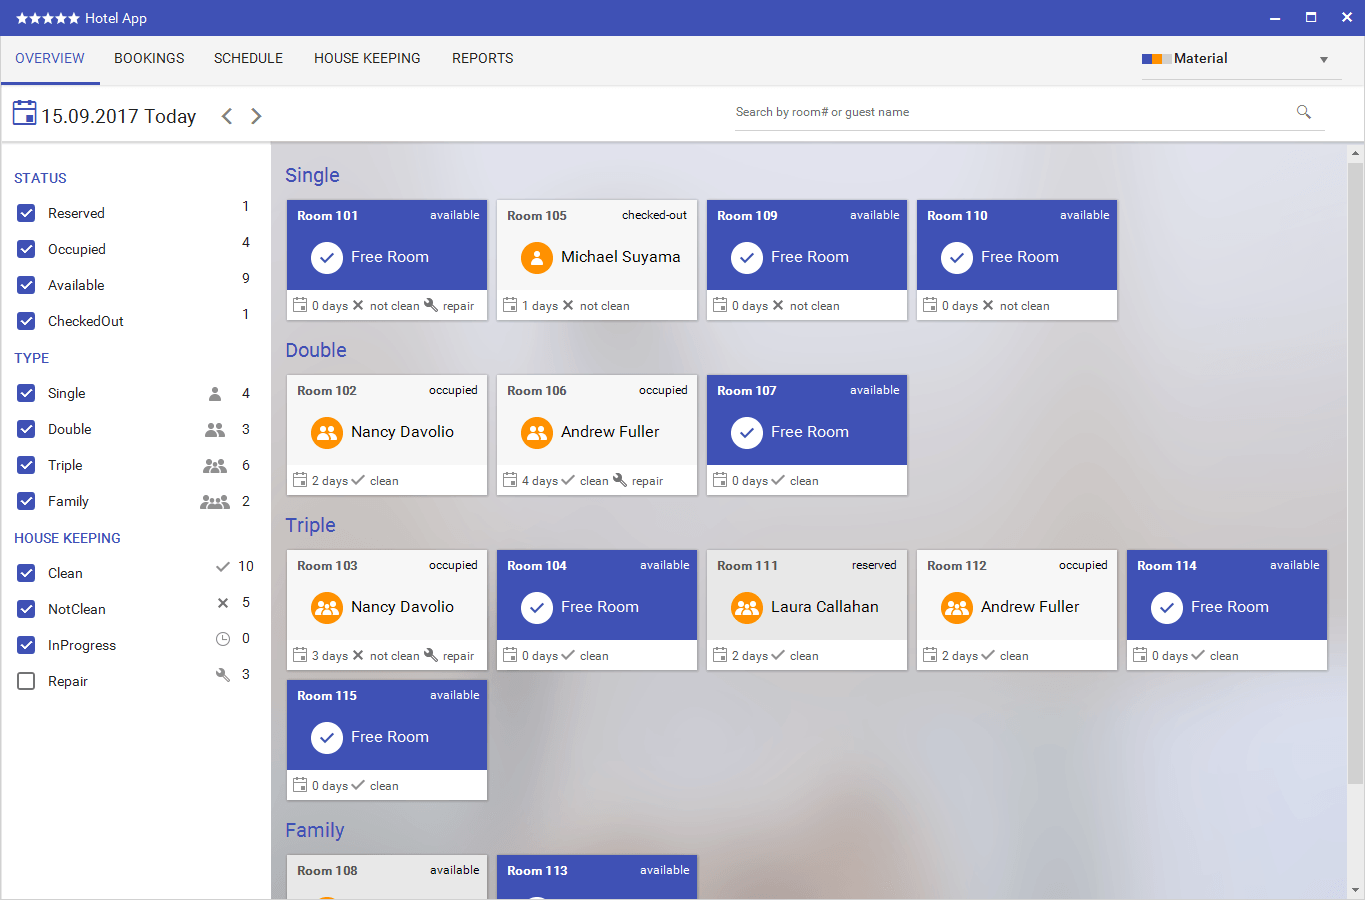 ★★★★★ Hotel App
OVERVIEW BOOKINGS SCHEDULE HOUSE KEEPING REPORTS Material
15.09.2017 Today
Search by room# or guest name
STATUS
Reserved 1
Occupied 4
Available 9
CheckedOut 1
TYPE
Single 4
Double 3
Triple 6
Family 2
HOUSE KEEPING
Clean 10
NotClean 5
InProgress 0
Repair 3
Single
Room 101 available
Free Room
0 days not clean repair
Room 105 checked-out
Michael Suyama
1 days not clean
Room 109 available
Free Room
0 days not clean
Room 110 available
Free Room
0 days not clean
Double
Room 102 occupied
Nancy Davolio
2 days clean
Room 106 occupied
Andrew Fuller
4 days clean repair
Room 107 available
Free Room
0 days clean
Triple
Room 103 occupied
Nancy Davolio
3 days not clean repair
Room 104 available
Free Room
0 days clean
Room 111 reserved
Laura Callahan
2 days clean
Room 112 occupied
Andrew Fuller
2 days clean
Room 114 available
Free Room
0 days clean
Room 115 available
Free Room
0 days clean
Family
Room 108 available
Room 113 available